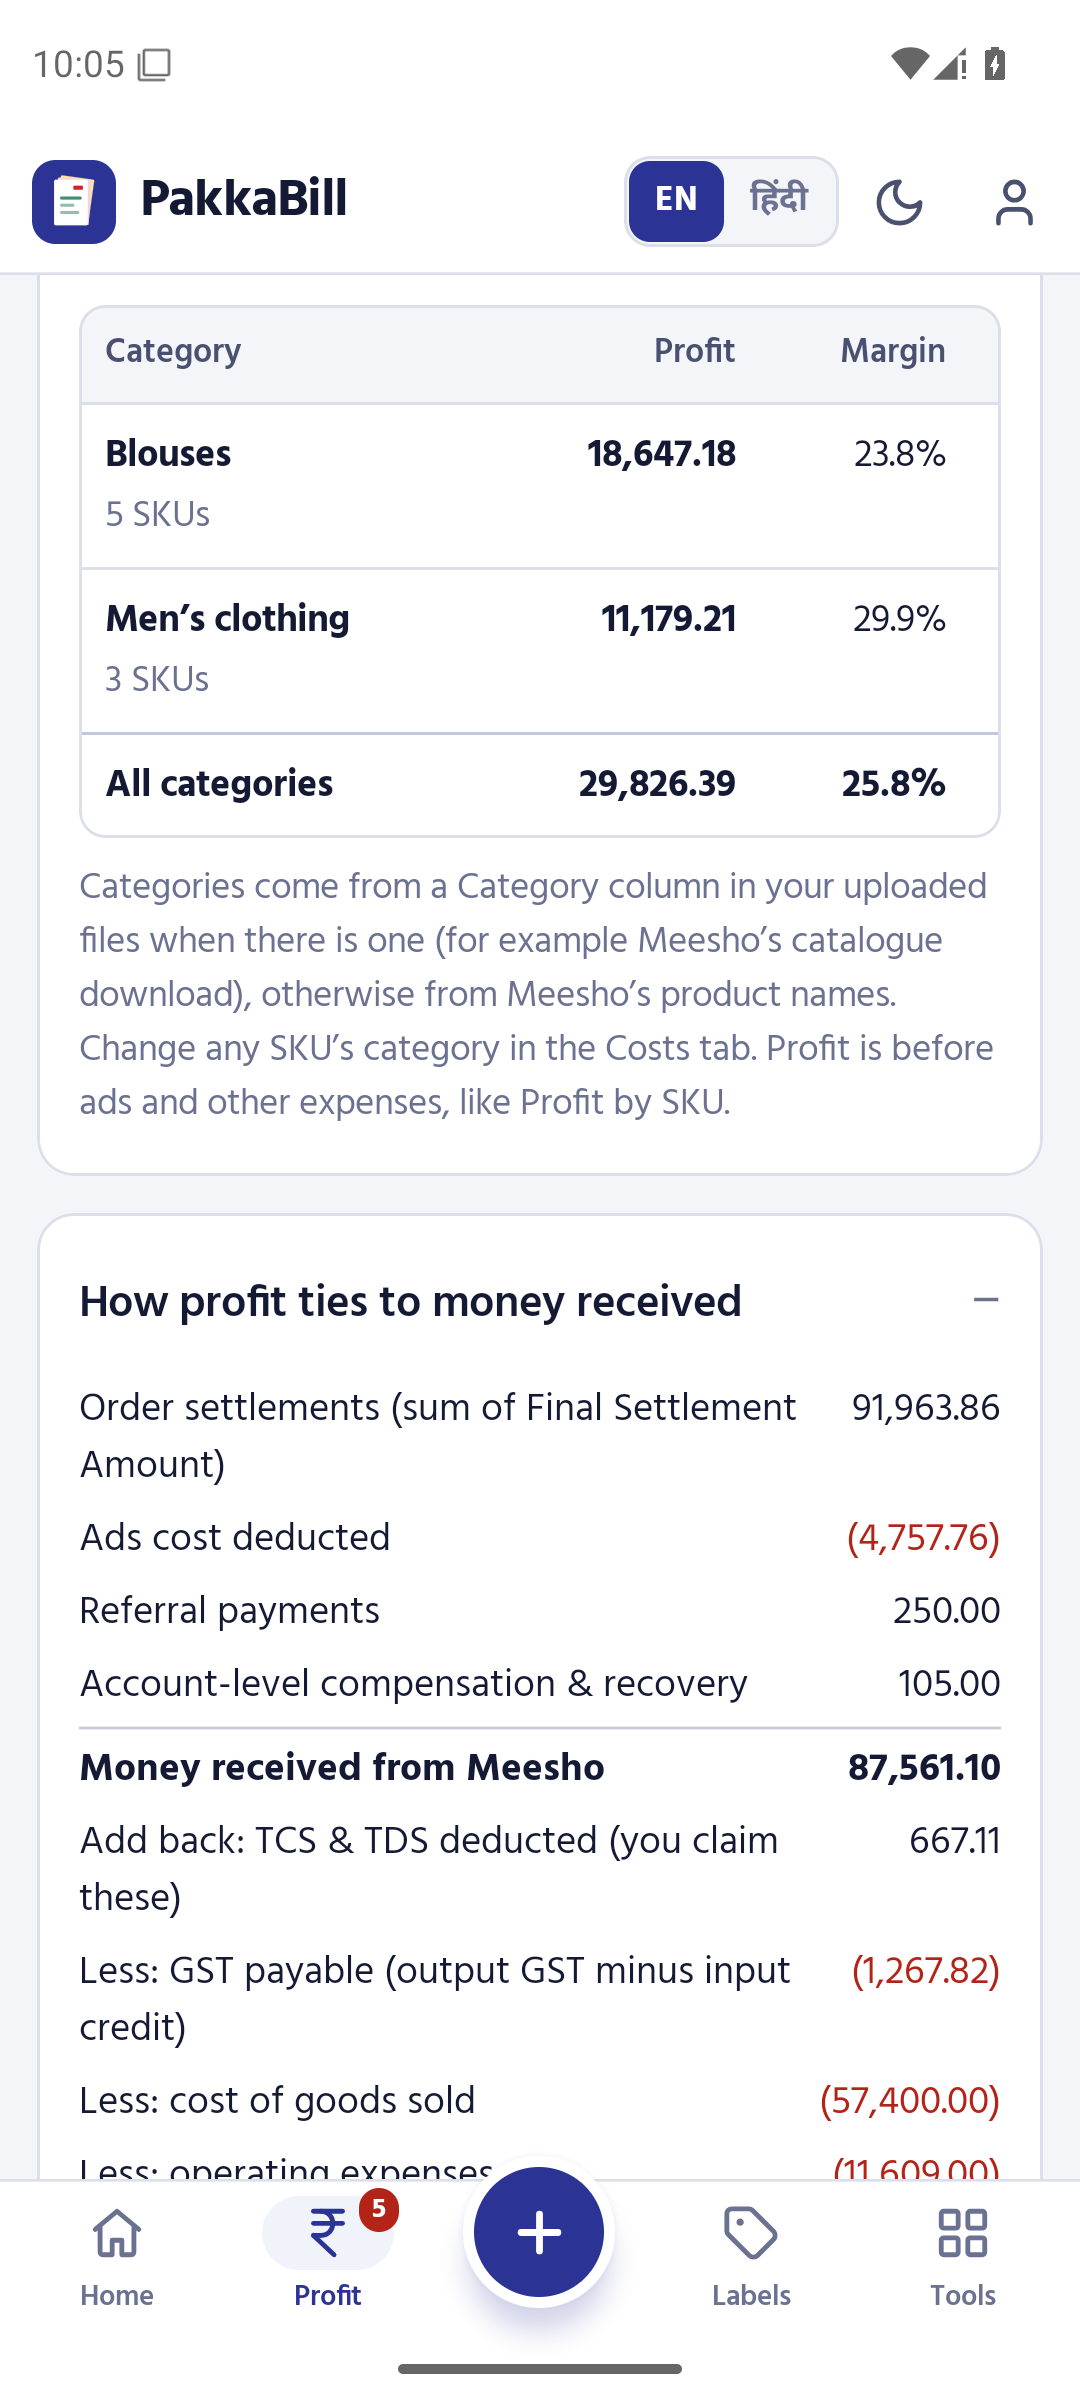 10:05
PakkaBill
EN हिंदी
Category Profit Margin
Blouses 18,647.18 23.8%
5 SKUs
Men’s clothing 11,179.21 29.9%
3 SKUs
All categories 29,826.39 25.8%
Categories come from a Category column in your uploaded
files when there is one (for example Meesho’s catalogue
download), otherwise from Meesho’s product names.
Change any SKU’s category in the Costs tab. Profit is before
ads and other expenses, like Profit by SKU.
How profit ties to money received –
Order settlements (sum of Final Settlement 91,963.86
Amount)
Ads cost deducted (4,757.76)
Referral payments 250.00
Account-level compensation & recovery 105.00
Money received from Meesho 87,561.10
Add back: TCS & TDS deducted (you claim 667.11
these)
Less: GST payable (output GST minus input (1,267.82)
credit)
Less: cost of goods sold (57,400.00)
Less: operating expenses (11,609.00)
5
Home Profit + Labels Tools